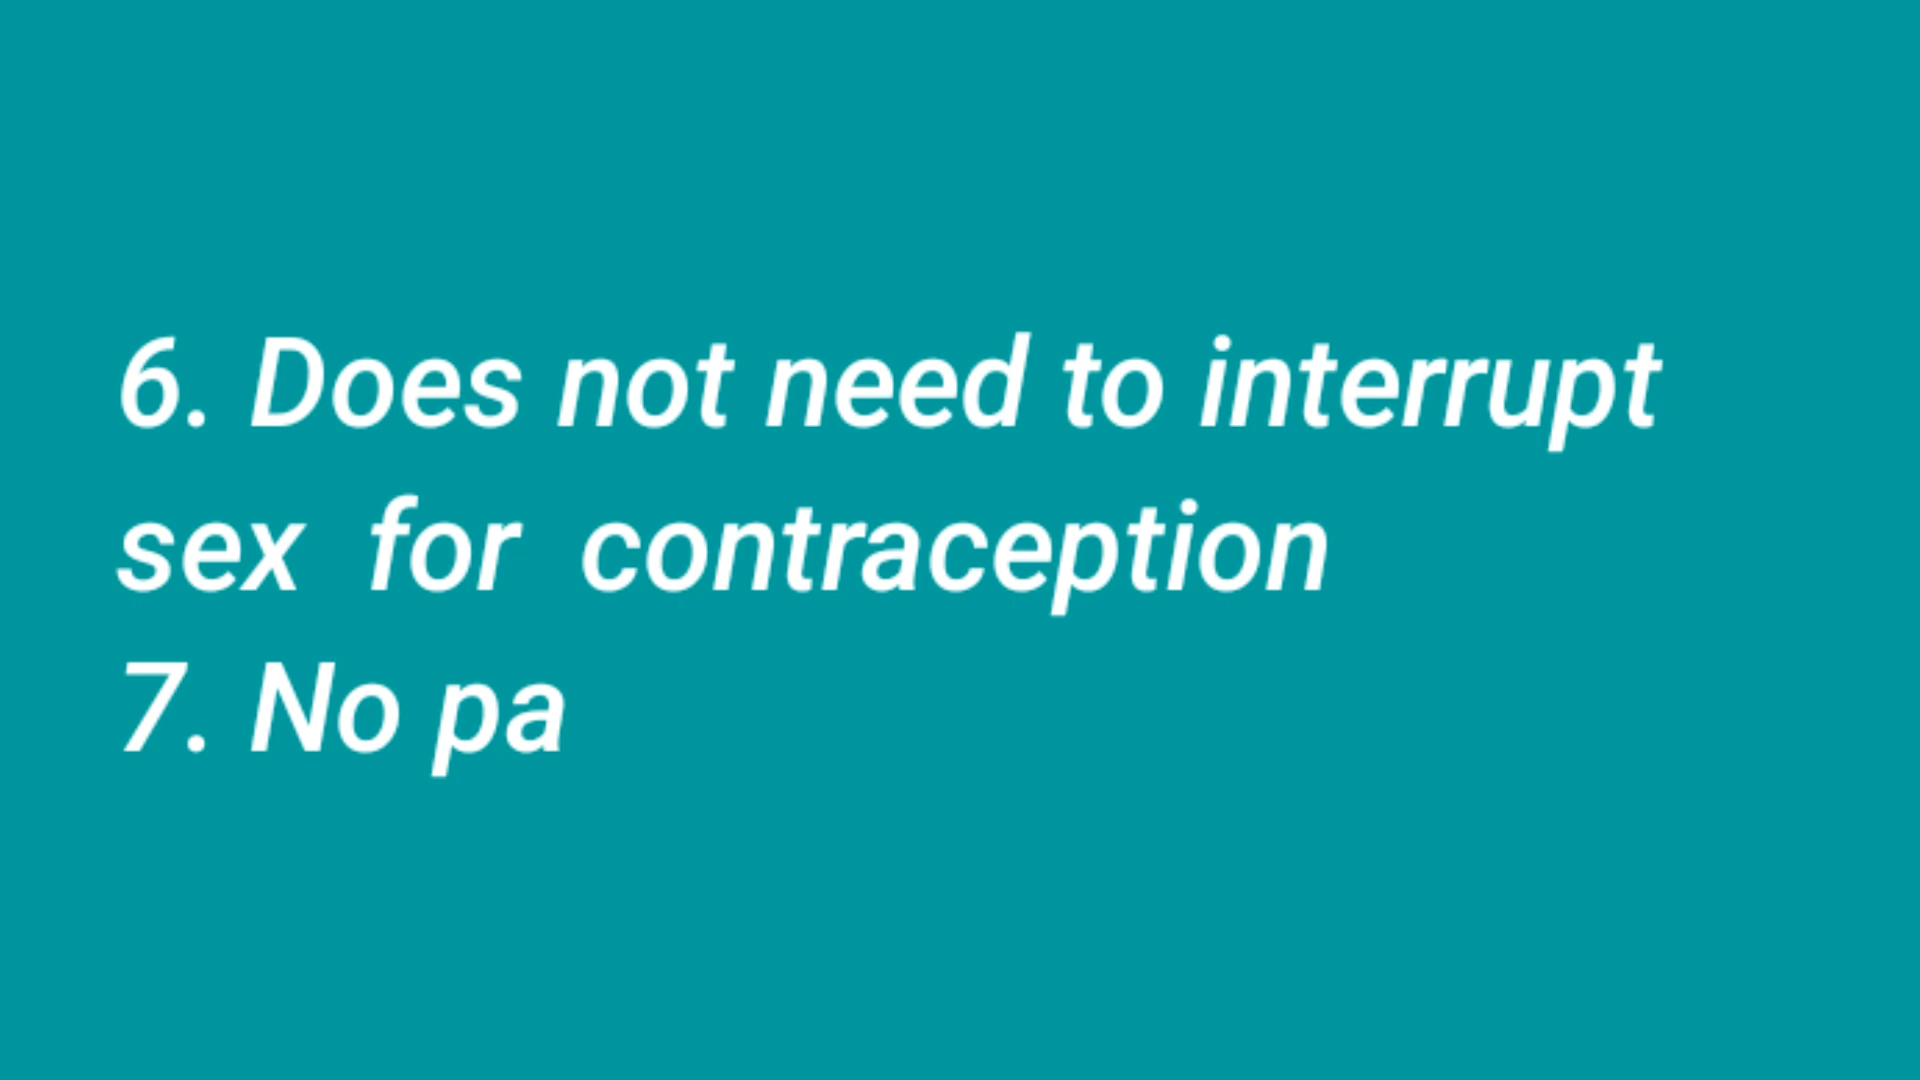 6. Does not need to interrupt
sex for contraception
7. No pa